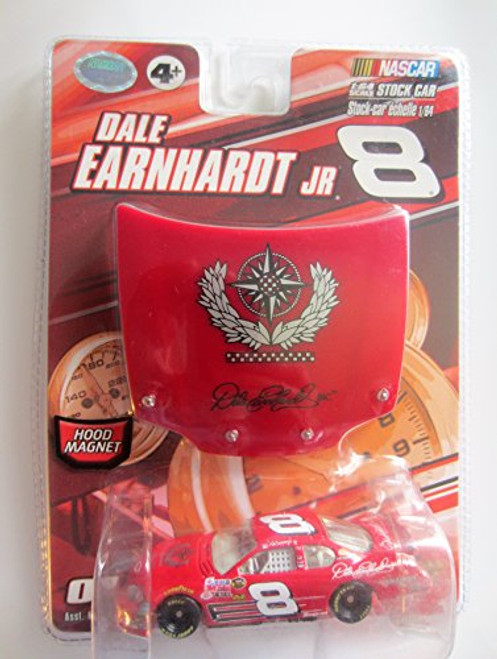 4+
NASCAR
1:64 SCALE STOCK CAR
Stock-car échelle 1/64
DALE
EARNHARDT JR
8
HOOD
MAGNET
8
8
Asst.